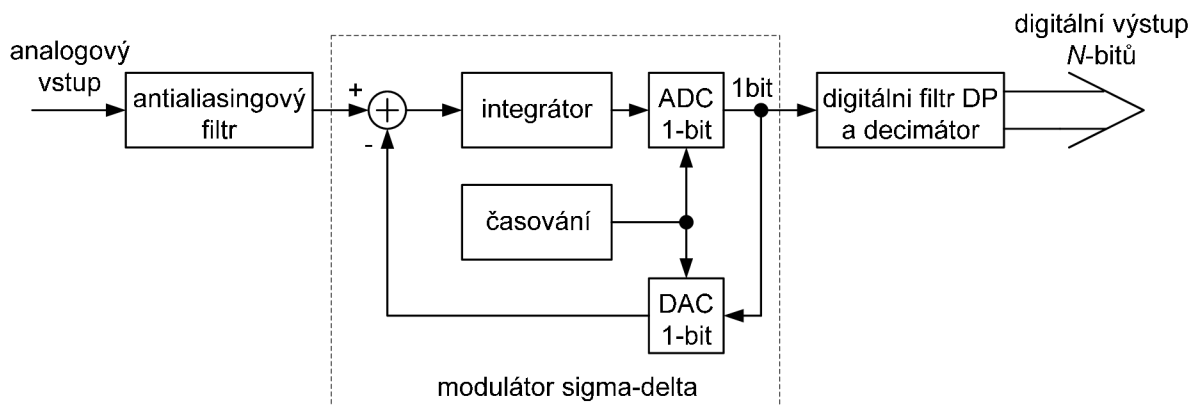 analogový
vstup
antialiasingový
filtr
+
-
integrátor
ADC
1-bit
1bit
digitálni filtr DP
a decimátor
digitální výstup
N-bitů
časování
DAC
1-bit
modulátor sigma-delta